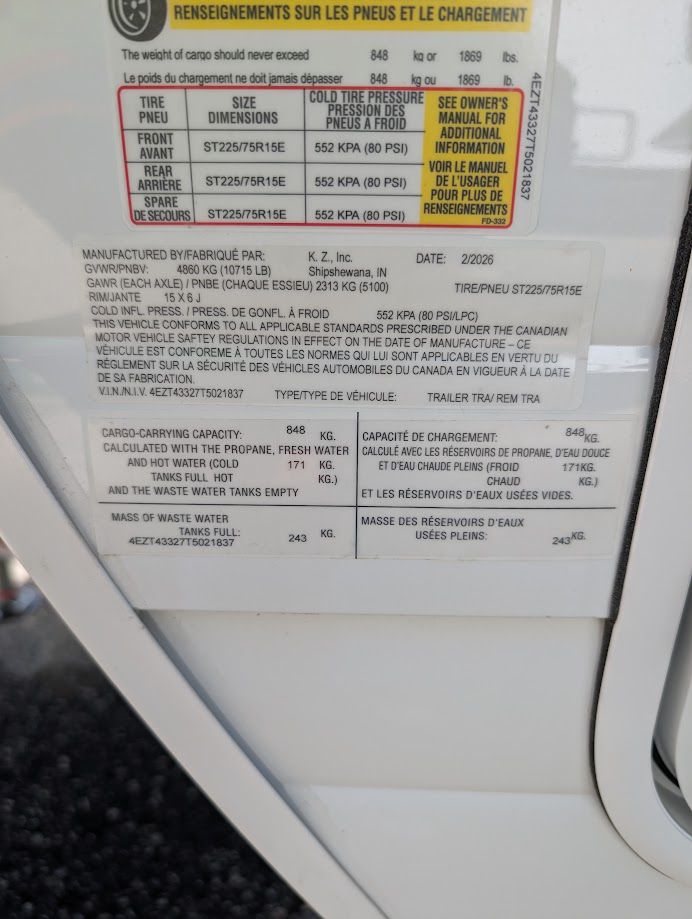 RENSEIGNEMENTS SUR LES PNEUS ET LE CHARGEMENT
The weight of cargo should never exceed 848 kg or 1869 lbs.
Le poids du chargement ne doit jamais dépasser 848 kg ou 1869 lb.
TIRE PNEU
SIZE DIMENSIONS
COLD TIRE PRESSURE PRESSION DES PNEUS A FROID
SEE OWNER'S MANUAL FOR ADDITIONAL INFORMATION
VOIR LE MANUEL DE L'USAGER POUR PLUS DE RENSEIGNEMENTS
FD-332
FRONT AVANT ST225/75R15E 552 KPA (80 PSI)
REAR ARRIÈRE ST225/75R15E 552 KPA (80 PSI)
SPARE DE SECOURS ST225/75R15E 552 KPA (80 PSI)
4EZT43327T5021837
MANUFACTURED BY/FABRIQUÉ PAR: K. Z., Inc. DATE: 2/2026
GVWR/PNBV: 4860 KG (10715 LB) Shipshewana, IN
GAWR (EACH AXLE) / PNBE (CHAQUE ESSIEU) 2313 KG (5100) TIRE/PNEU ST225/75R15E
RIM/JANTE 15 X 6 J
COLD INFL. PRESS. / PRESS. DE GONFL. À FROID 552 KPA (80 PSI/LPC)
THIS VEHICLE CONFORMS TO ALL APPLICABLE STANDARDS PRESCRIBED UNDER THE CANADIAN
MOTOR VEHICLE SAFTEY REGULATIONS IN EFFECT ON THE DATE OF MANUFACTURE – CE
VÉHICULE EST CONFOREME À TOUTES LES NORMES QUI LUI SONT APPLICABLES EN VERTU DU
RÈGLEMENT SUR LA SÉCURITÉ DES VÉHICULES AUTOMOBILES DU CANADA EN VIGUEUR À LA DATE
DE SA FABRICATION.
V.I.N./N.I.V. 4EZT43327T5021837 TYPE/TYPE DE VÉHICULE: TRAILER TRA/ REM TRA
CARGO-CARRYING CAPACITY: 848 KG.
CALCULATED WITH THE PROPANE, FRESH WATER
AND HOT WATER (COLD 171 KG.
TANKS FULL HOT KG.)
AND THE WASTE WATER TANKS EMPTY
CAPACITÉ DE CHARGEMENT: 848 KG.
CALCULÉ AVEC LES RÉSERVOIRS DE PROPANE, D'EAU DOUCE
ET D'EAU CHAUDE PLEINS (FROID 171KG.
CHAUD KG.)
ET LES RÉSERVOIRS D'EAUX USÉES VIDES.
MASS OF WASTE WATER
TANKS FULL: 243 KG.
4EZT43327T5021837
MASSE DES RÉSERVOIRS D'EAUX
USÉES PLEINS: 243 KG.